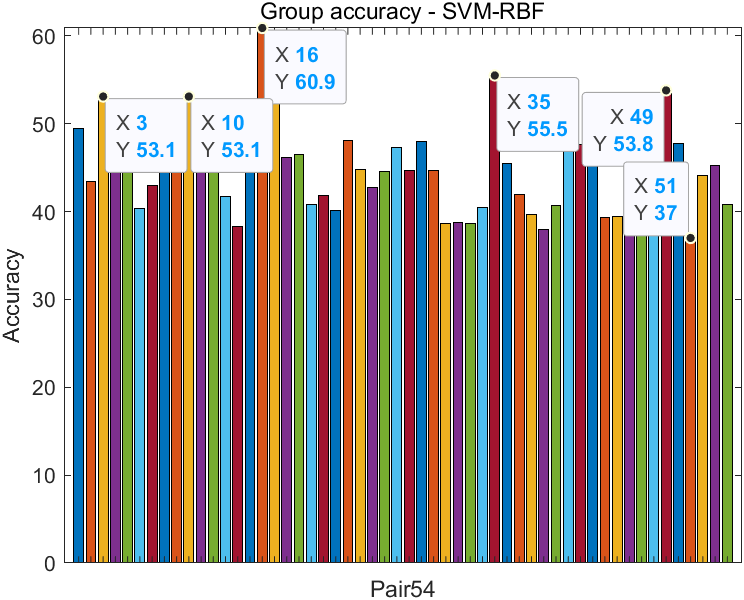 Group accuracy - SVM-RBF
60
50
40
30
20
10
0
Accuracy
X 3
Y 53.1
X 10
Y 53.1
X 16
Y 60.9
X 35
Y 55.5
X 49
Y 53.8
X 51
Y 37
Pair54